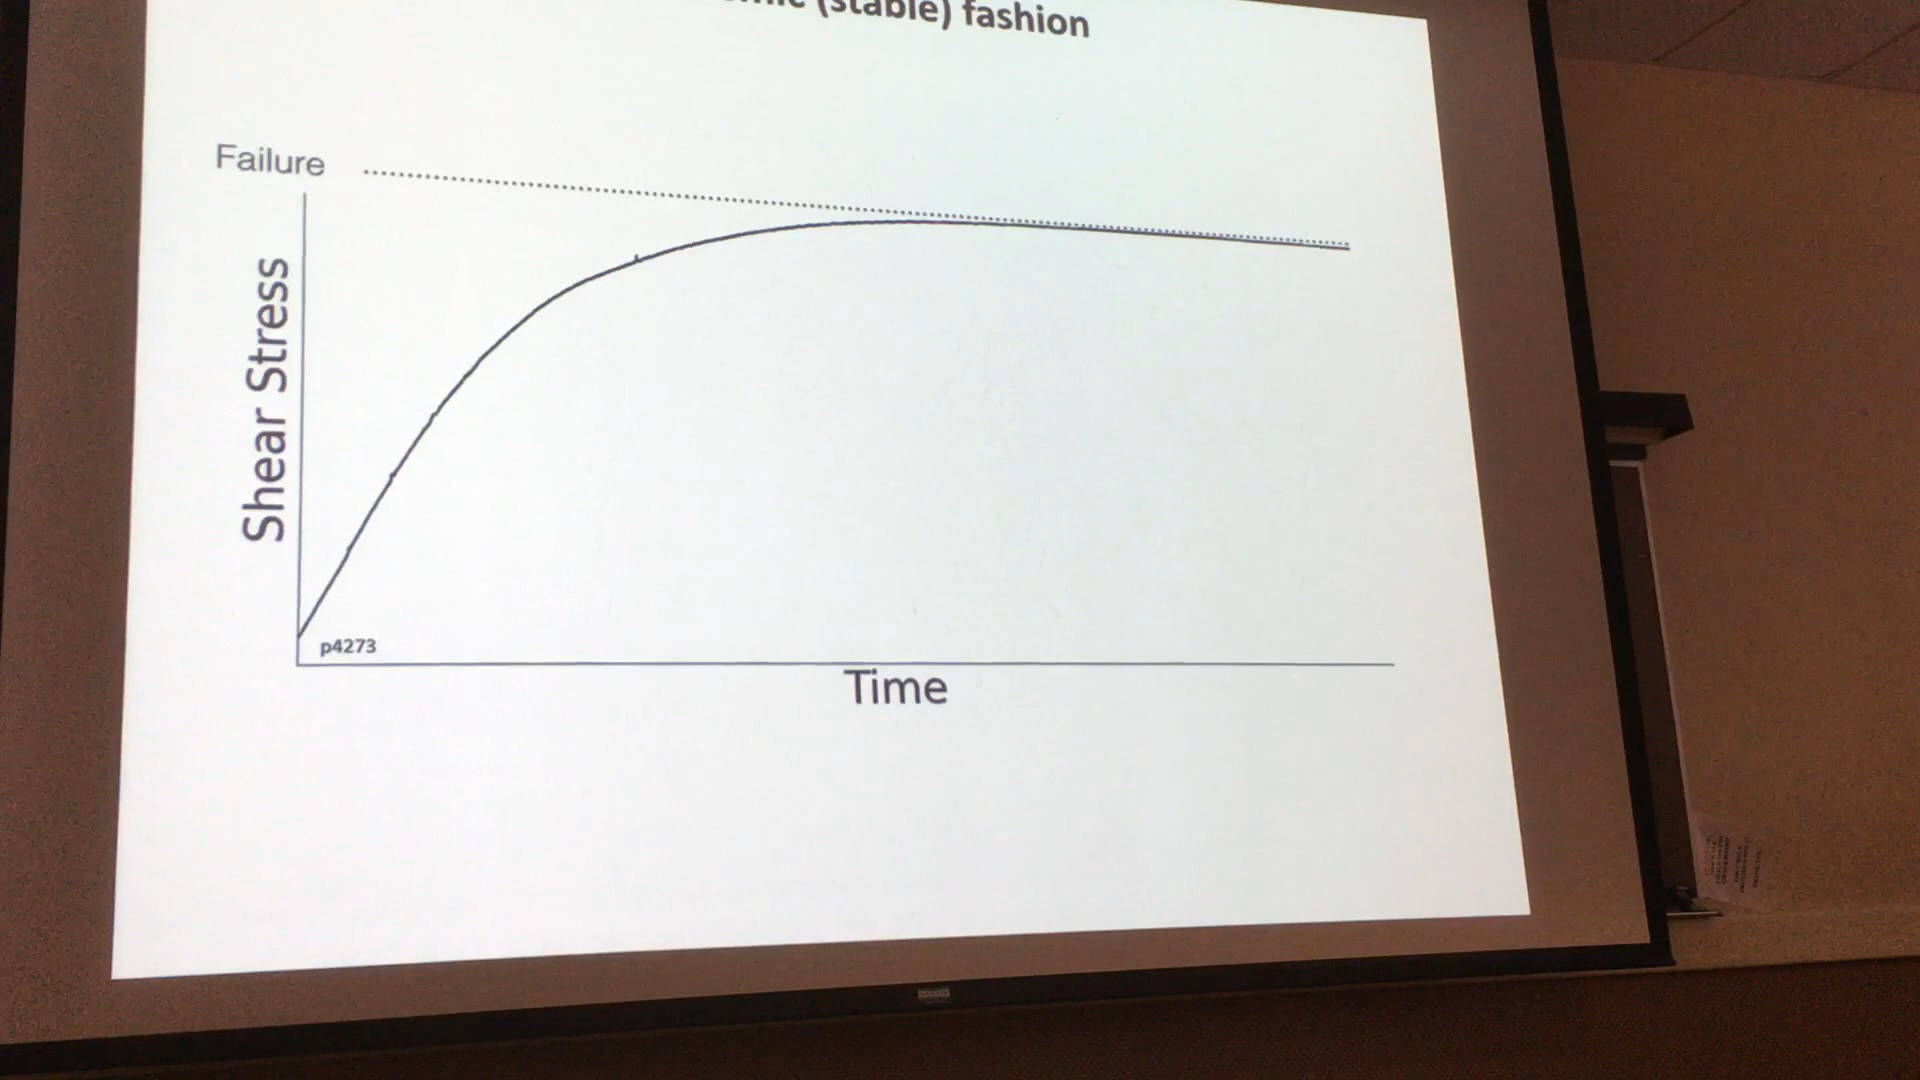 (stable) fashion
Failure
Shear Stress
p4273
Time